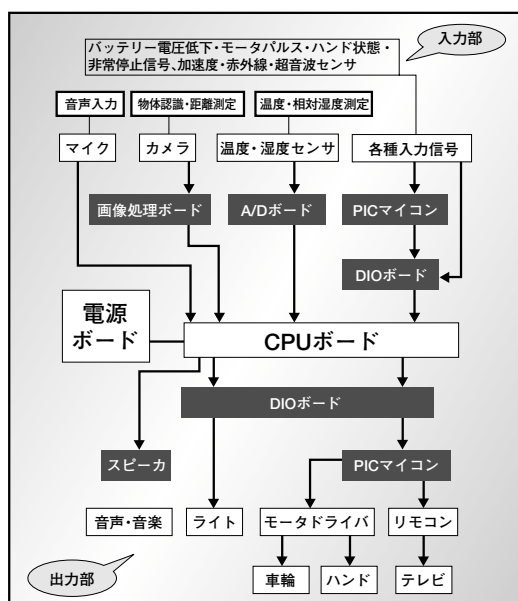 バッテリー電圧低下・モータパルス・ハンド状態・
非常停止信号、加速度・赤外線・超音波センサ
入力部
音声入力
物体認識・距離測定
温度・相対湿度測定
マイク
カメラ
温度・湿度センサ
各種入力信号
画像処理ボード
A/Dボード
PICマイコン
DIOボード
電源
ボード
CPUボード
DIOボード
スピーカ
PICマイコン
音声・音楽
ライト
モータドライバ
リモコン
出力部
車輪
ハンド
テレビ